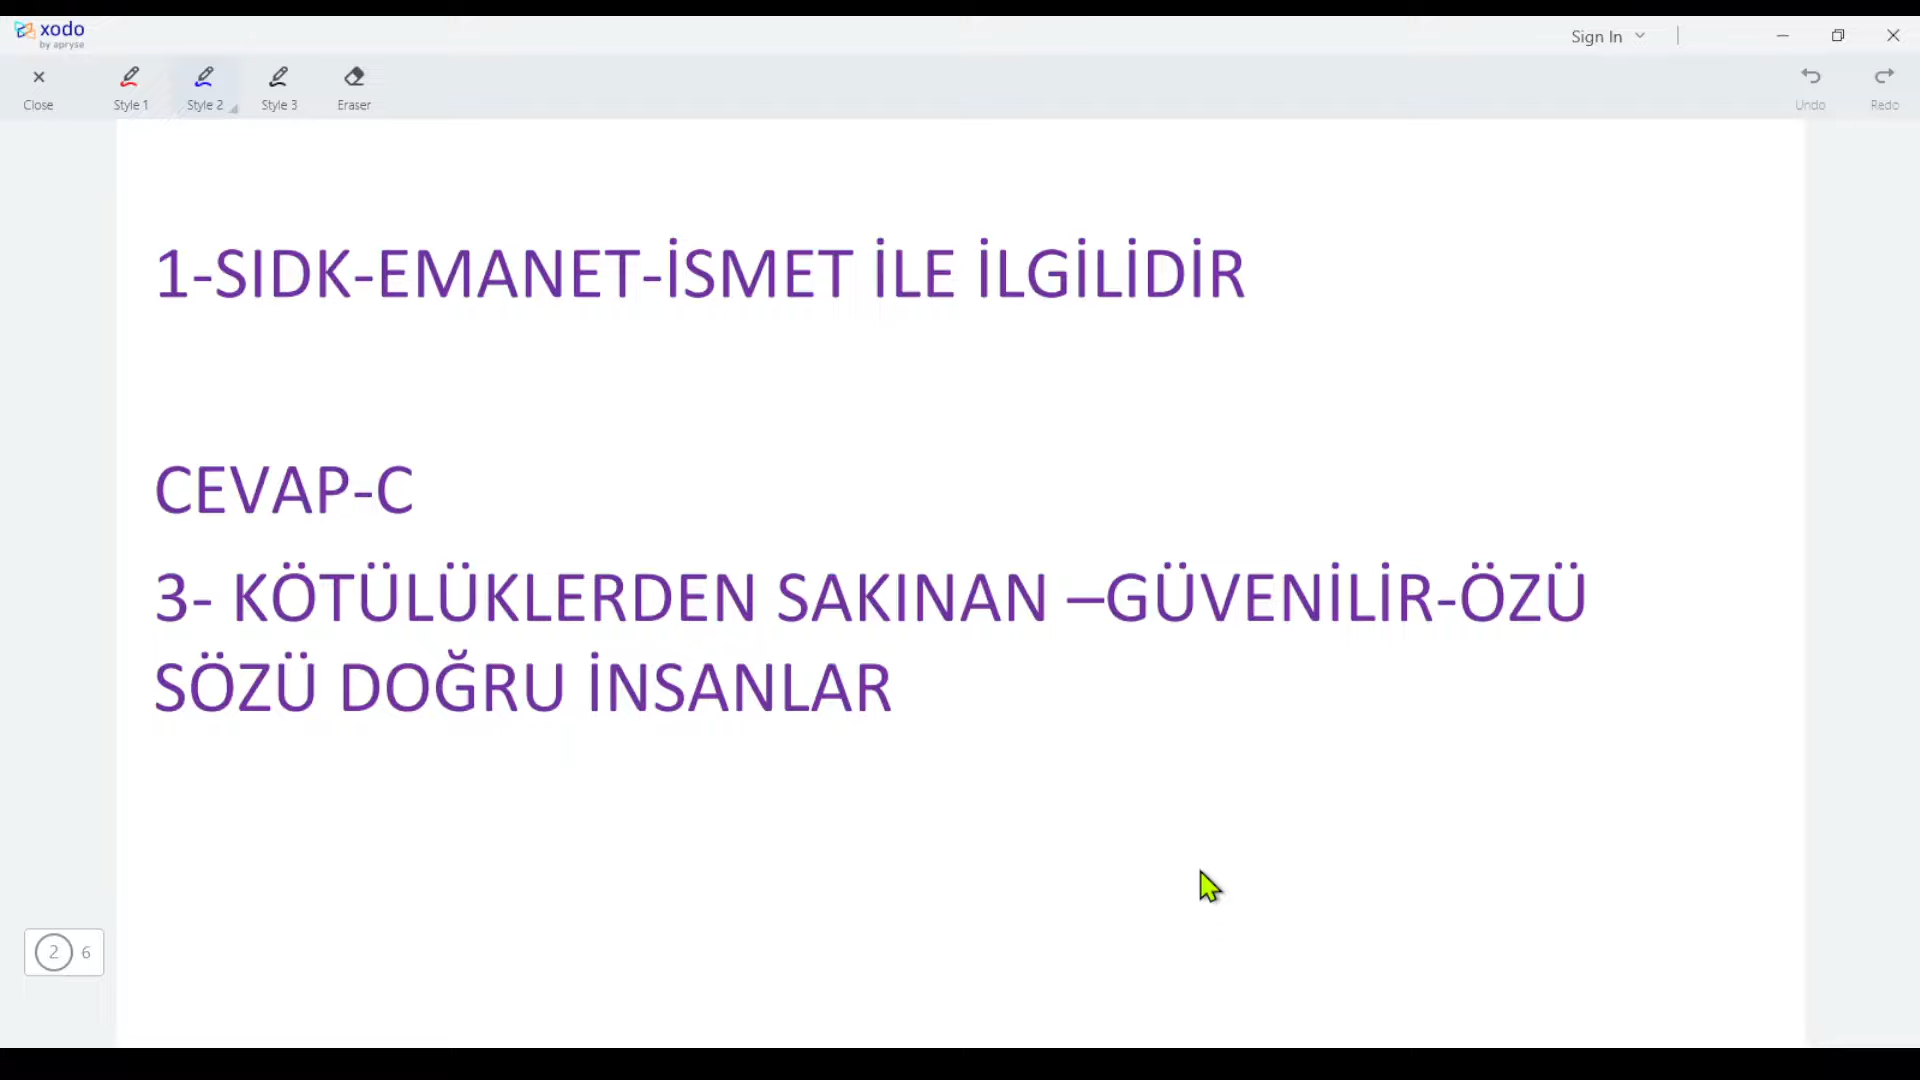 xodo
by apryse
Sign In
Close
Style 1
Style 2
Style 3
Eraser
Undo
Redo
1-SIDK-EMANET-İSMET İLE İLGİLİDİR
CEVAP-C
3- KÖTÜLÜKLERDEN SAKINAN –GÜVENİLİR-ÖZÜ
SÖZÜ DOĞRU İNSANLAR
2 6